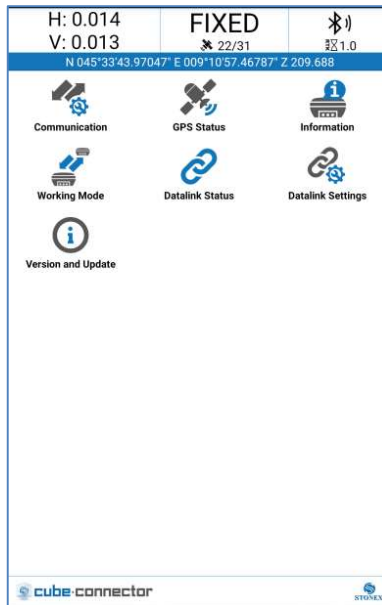 H: 0.014
V: 0.013
FIXED
22/31
1.0
N 045°33'43.97047" E 009°10'57.46787" Z 209.688
Communication
GPS Status
Information
Working Mode
Datalink Status
Datalink Settings
Version and Update
cube-connector
STONEX